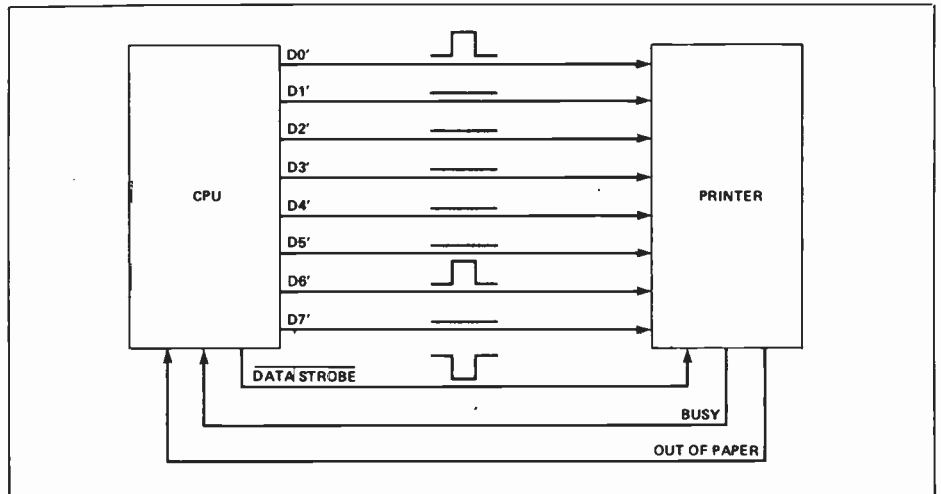 D0'
D1'
D2'
D3'
CPU
PRINTER
D4'
D5'
D6'
D7'
DATA STROBE
BUSY
OUT OF PAPER